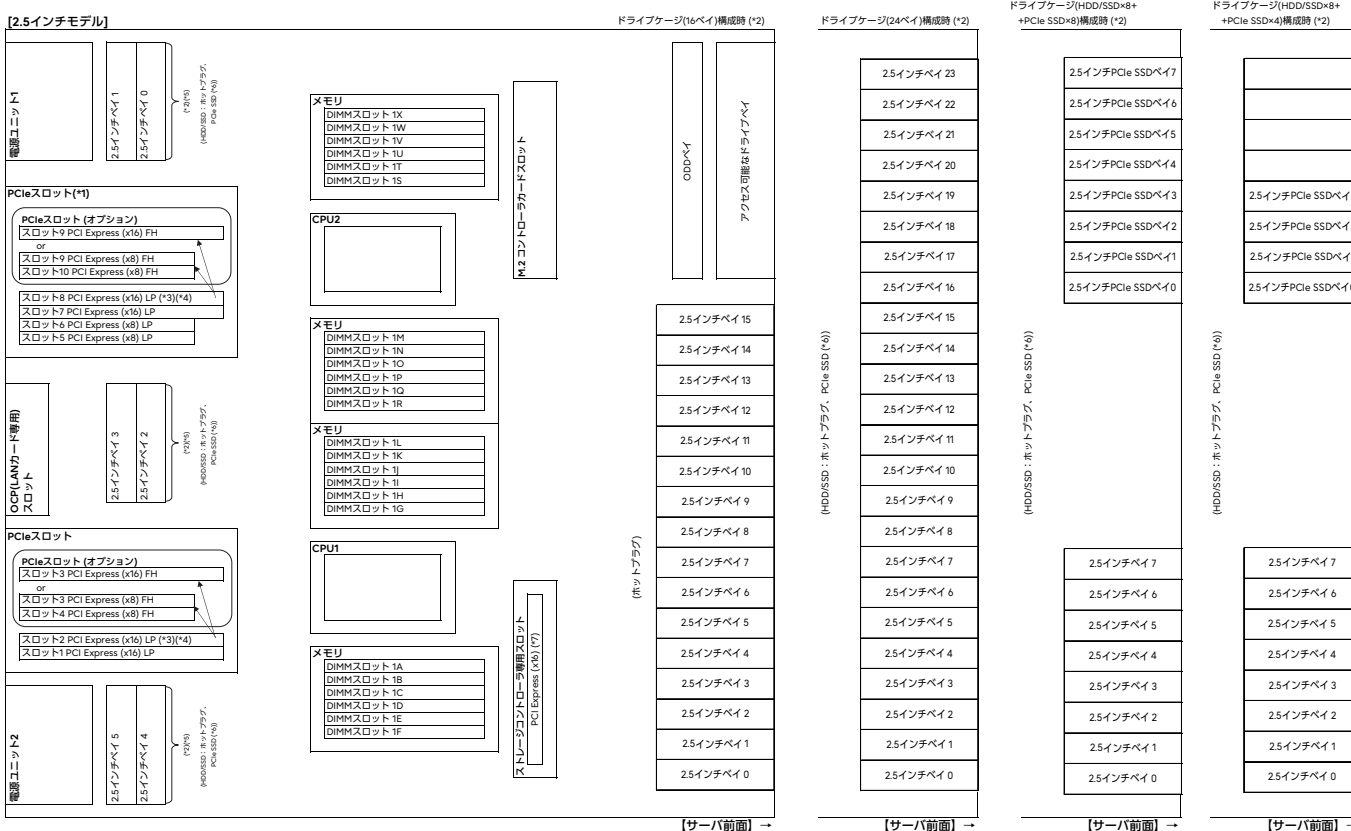 [2.5インチモデル]
電源ユニット1
2.5インチベイ 1
2.5インチベイ 0
(*2)(*5)
(HDD/SSD：ホットプラグ、
PCIe SSD (*6))
PCIeスロット(*1)
PCIeスロット (オプション)
スロット9 PCI Express (x16) FH
or
スロット9 PCI Express (x8) FH
スロット10 PCI Express (x8) FH
スロット8 PCI Express (x16) LP (*3)(*4)
スロット7 PCI Express (x16) LP
スロット6 PCI Express (x8) LP
スロット5 PCI Express (x8) LP
OCP(LANカード専用)
スロット
2.5インチベイ 3
2.5インチベイ 2
(*2)(*5)
(HDD/SSD：ホットプラグ、
PCIe SSD (*6))
PCIeスロット
PCIeスロット (オプション)
スロット3 PCI Express (x16) FH
or
スロット3 PCI Express (x8) FH
スロット4 PCI Express (x8) FH
スロット2 PCI Express (x16) LP (*3)(*4)
スロット1 PCI Express (x16) LP
電源ユニット2
2.5インチベイ 5
2.5インチベイ 4
(*2)(*5)
(HDD/SSD：ホットプラグ、
PCIe SSD (*6))
メモリ
DIMMスロット 1X
DIMMスロット 1W
DIMMスロット 1V
DIMMスロット 1U
DIMMスロット 1T
DIMMスロット 1S
CPU2
メモリ
DIMMスロット 1M
DIMMスロット 1N
DIMMスロット 1O
DIMMスロット 1P
DIMMスロット 1Q
DIMMスロット 1R
メモリ
DIMMスロット 1L
DIMMスロット 1K
DIMMスロット 1J
DIMMスロット 1I
DIMMスロット 1H
DIMMスロット 1G
CPU1
メモリ
DIMMスロット 1A
DIMMスロット 1B
DIMMスロット 1C
DIMMスロット 1D
DIMMスロット 1E
DIMMスロット 1F
M.2 コントローラカードスロット
ストレージコントローラ専用スロット
PCI Express (x16) (*7)
ドライブケージ(16ベイ)構成時 (*2)
ODDベイ
アクセス可能なドライブベイ
(ホットプラグ)
2.5インチベイ 15
2.5インチベイ 14
2.5インチベイ 13
2.5インチベイ 12
2.5インチベイ 11
2.5インチベイ 10
2.5インチベイ 9
2.5インチベイ 8
2.5インチベイ 7
2.5インチベイ 6
2.5インチベイ 5
2.5インチベイ 4
2.5インチベイ 3
2.5インチベイ 2
2.5インチベイ 1
2.5インチベイ 0
【サーバ前面】→
ドライブケージ(24ベイ)構成時 (*2)
(HDD/SSD：ホットプラグ、PCIe SSD (*6))
2.5インチベイ 23
2.5インチベイ 22
2.5インチベイ 21
2.5インチベイ 20
2.5インチベイ 19
2.5インチベイ 18
2.5インチベイ 17
2.5インチベイ 16
2.5インチベイ 15
2.5インチベイ 14
2.5インチベイ 13
2.5インチベイ 12
2.5インチベイ 11
2.5インチベイ 10
2.5インチベイ 9
2.5インチベイ 8
2.5インチベイ 7
2.5インチベイ 6
2.5インチベイ 5
2.5インチベイ 4
2.5インチベイ 3
2.5インチベイ 2
2.5インチベイ 1
2.5インチベイ 0
【サーバ前面】→
ドライブケージ(HDD/SSD×8+
+PCIe SSD×8)構成時 (*2)
(HDD/SSD：ホットプラグ、PCIe SSD (*6))
2.5インチPCIe SSDベイ7
2.5インチPCIe SSDベイ6
2.5インチPCIe SSDベイ5
2.5インチPCIe SSDベイ4
2.5インチPCIe SSDベイ3
2.5インチPCIe SSDベイ2
2.5インチPCIe SSDベイ1
2.5インチPCIe SSDベイ0
2.5インチベイ 7
2.5インチベイ 6
2.5インチベイ 5
2.5インチベイ 4
2.5インチベイ 3
2.5インチベイ 2
2.5インチベイ 1
2.5インチベイ 0
【サーバ前面】→
ドライブケージ(HDD/SSD×8+
+PCIe SSD×4)構成時 (*2)
(HDD/SSD：ホットプラグ、PCIe SSD (*6))
2.5インチPCIe SSDベイ
2.5インチPCIe SSDベイ
2.5インチPCIe SSDベイ
2.5インチPCIe SSDベイ
2.5インチベイ 7
2.5インチベイ 6
2.5インチベイ 5
2.5インチベイ 4
2.5インチベイ 3
2.5インチベイ 2
2.5インチベイ 1
2.5インチベイ 0
【サーバ前面】→